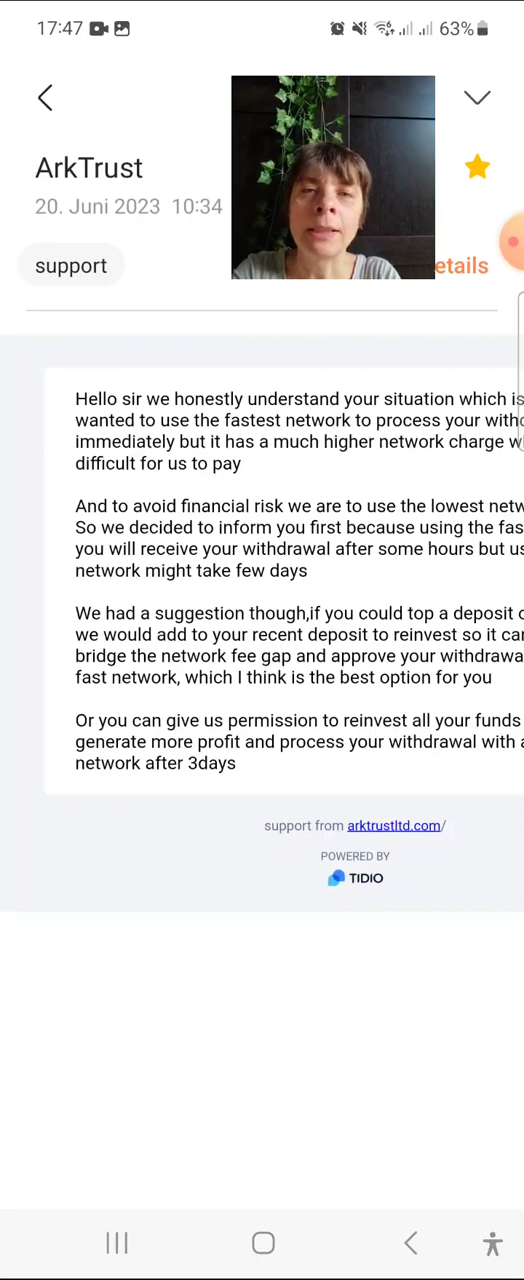 17:47 63%
ArkTrust
20. Juni 2023 10:34
support
etails
Hello sir we honestly understand your situation which is
wanted to use the fastest network to process your
immediately but it has a much higher network charge
difficult for us to pay
And to avoid financial risk we are to use the lowest
So we decided to inform you first because using the
you will receive your withdrawal after some hours but
network might take few days
We had a suggestion though,if you could top a deposit
we would add to your recent deposit to reinvest so it
bridge the network fee gap and approve your
fast network, which I think is the best option for you
Or you can give us permission to reinvest all your funds
generate more profit and process your withdrawal with
network after 3days
support from arktrustltd.com/
POWERED BY
TIDIO